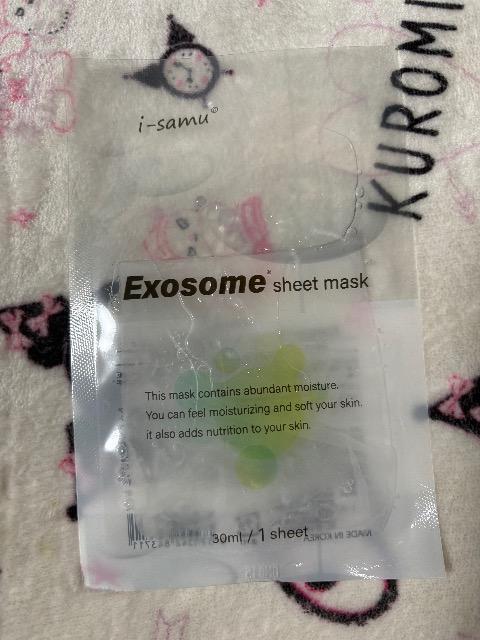 KUROMI
i-samu©
Exosome* sheet mask
This mask contains abundant moisture.
You can feel moisturizing and soft your skin.
it also adds nutrition to your skin.
30ml / 1 sheet
MADE IN KOREA